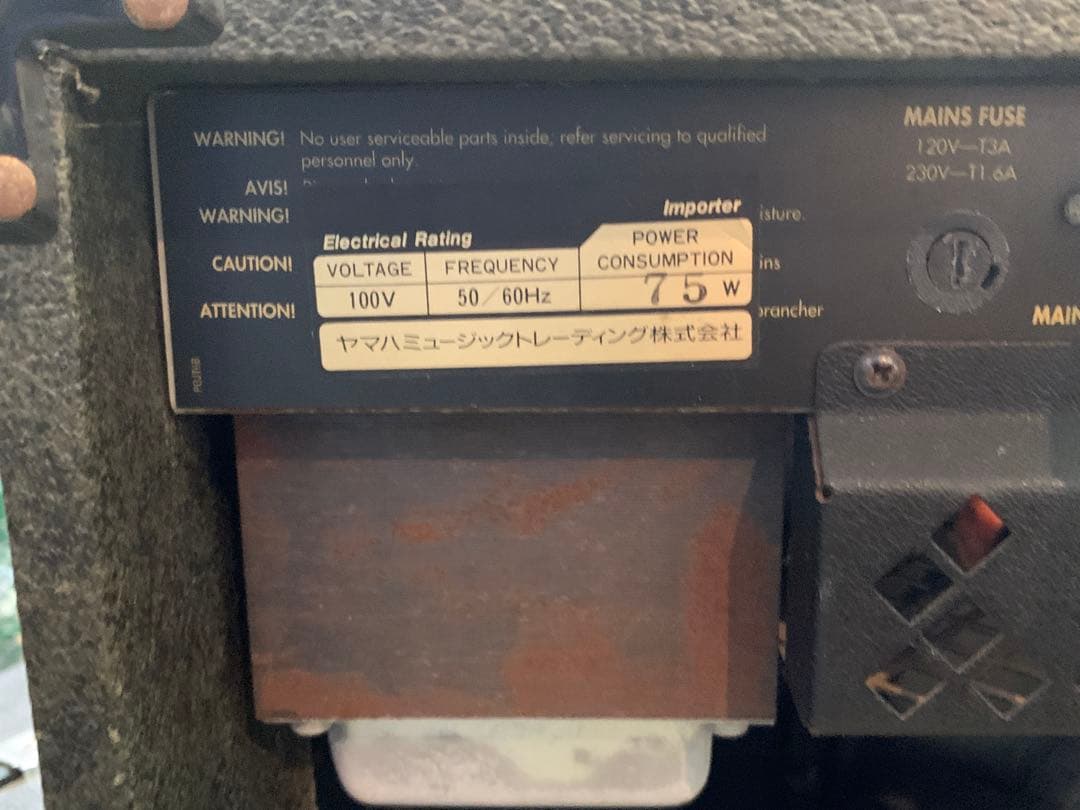 WARNING! No user serviceable parts inside, refer servicing to qualified
personnel only.
AVIS!
WARNING!
isture.
CAUTION!
ins
ATTENTION!
brancher
Importer
Electrical Rating
VOLTAGE FREQUENCY POWER CONSUMPTION
100V 50/60Hz 75 W
ヤマハミュージックトレーディング株式会社
MAINS FUSE
120V—T3A
230V—T1.6A
MAIN